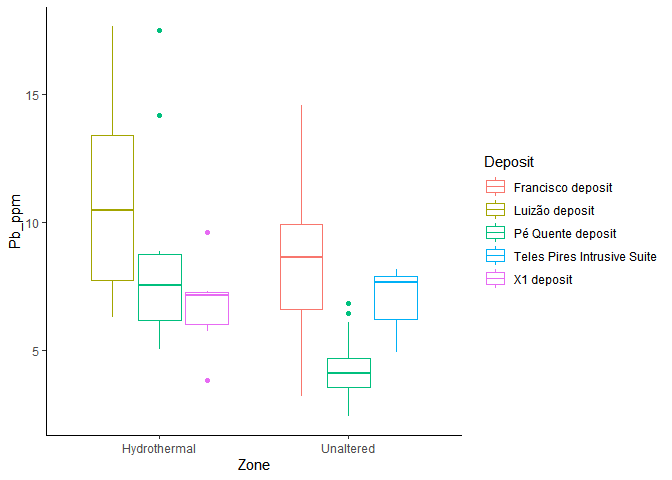 Pb_ppm
15
10
5
Hydrothermal
Unaltered
Zone
Deposit
Francisco deposit
Luizão deposit
Pé Quente deposit
Teles Pires Intrusive Suite
X1 deposit